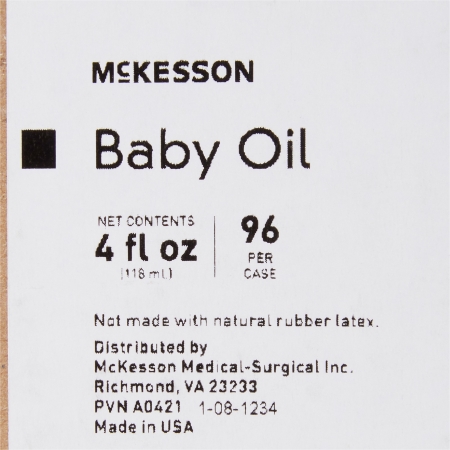 McKESSON
Baby Oil
NET CONTENTS
4 fl oz
(118 mL)
96
PER
CASE
Not made with natural rubber latex.
Distributed by
McKesson Medical-Surgical Inc.
Richmond, VA 23233
PVN A0421 1-08-1234
Made in USA